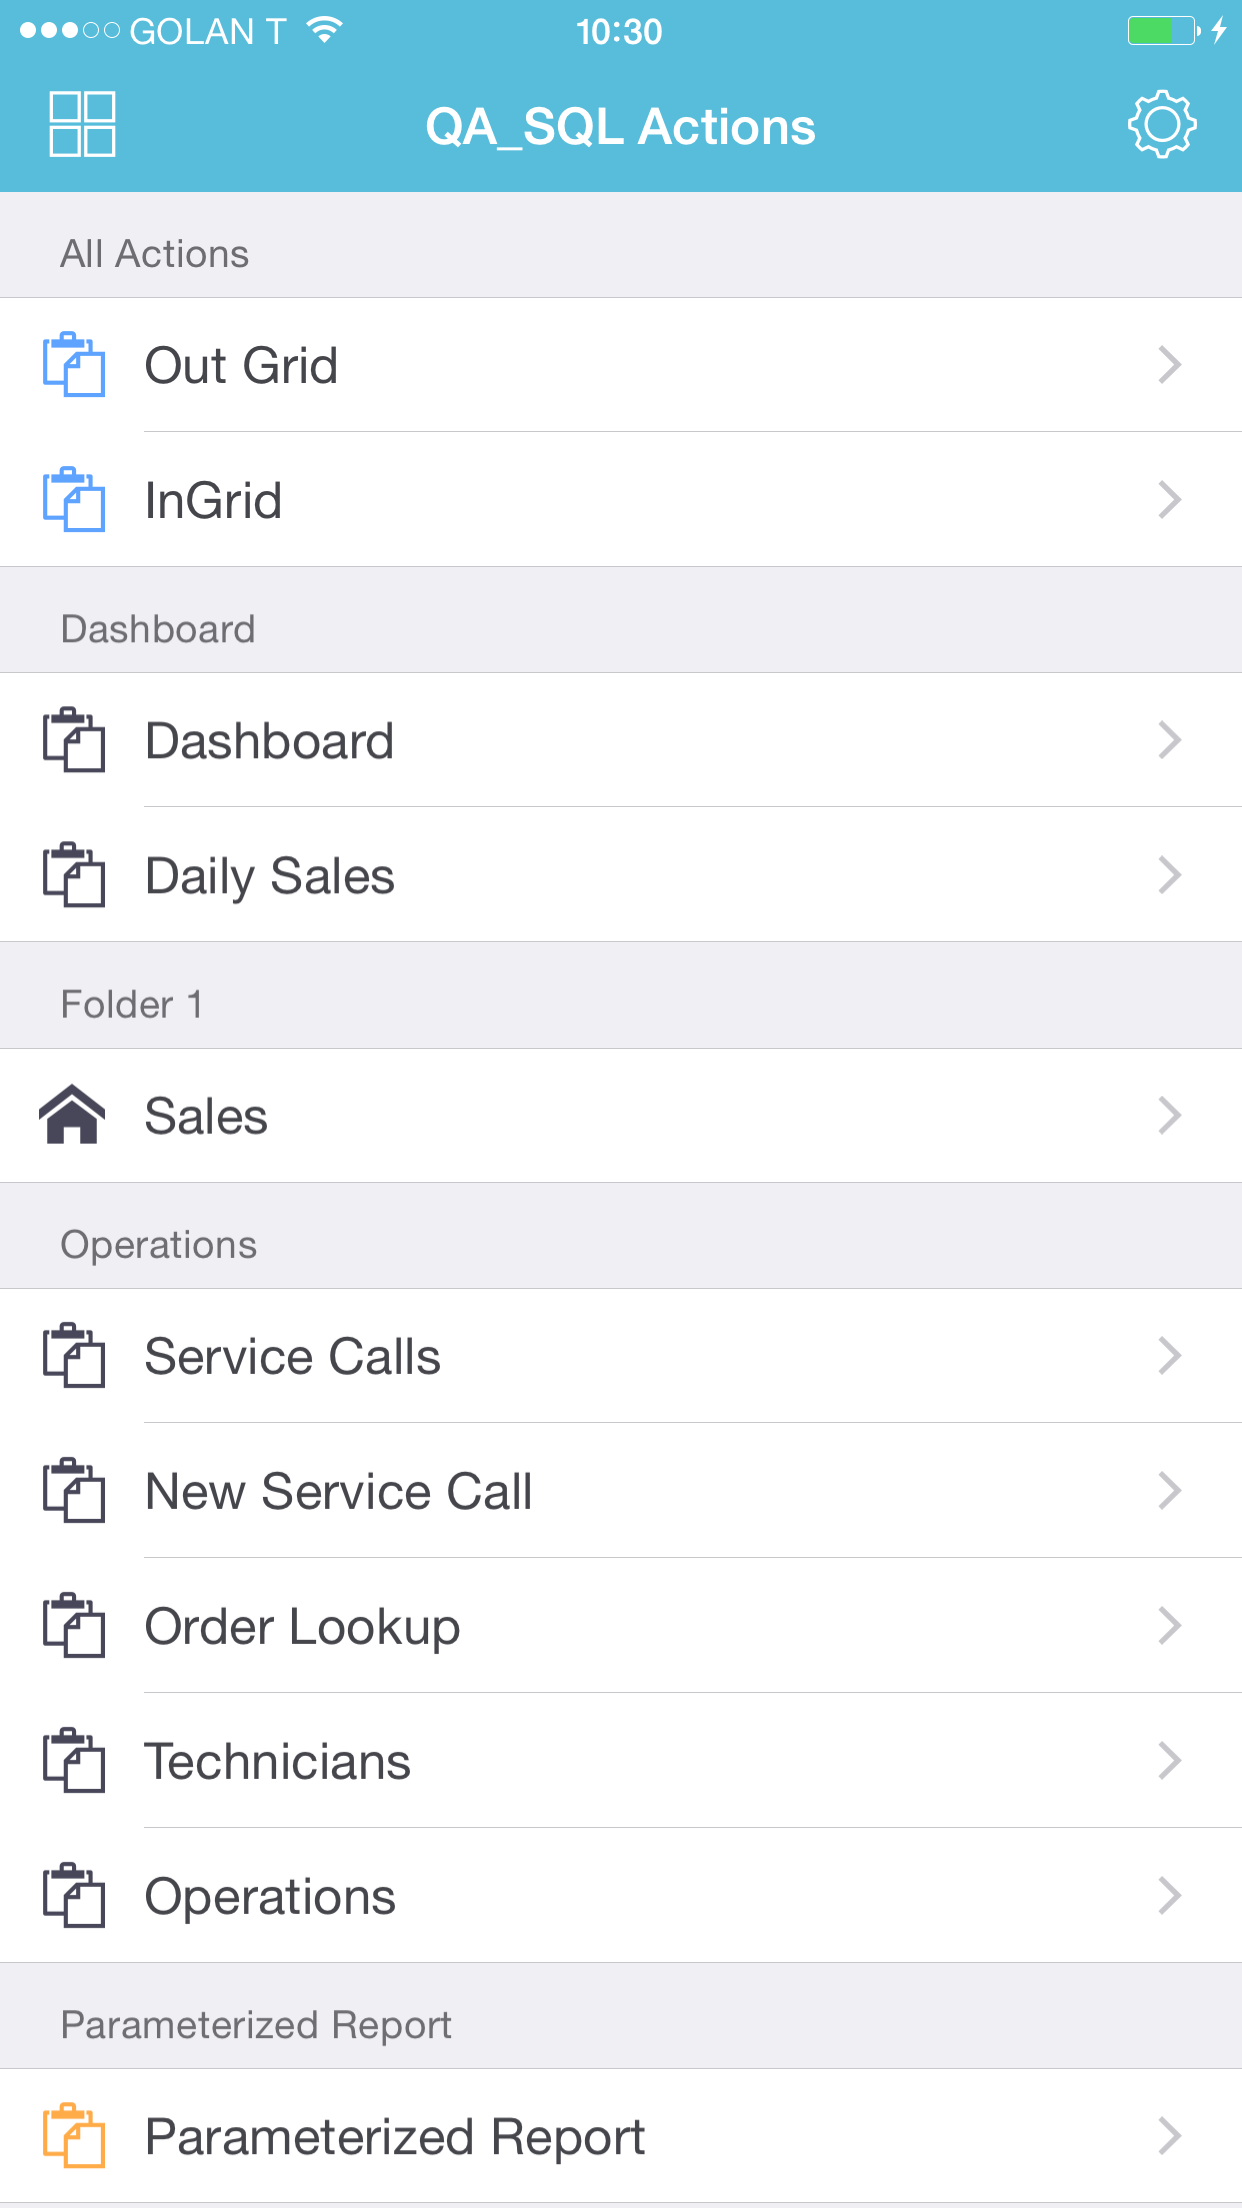 GOLAN T 10:30
QA_SQL Actions
All Actions
Out Grid
InGrid
Dashboard
Dashboard
Daily Sales
Folder 1
Sales
Operations
Service Calls
New Service Call
Order Lookup
Technicians
Operations
Parameterized Report
Parameterized Report